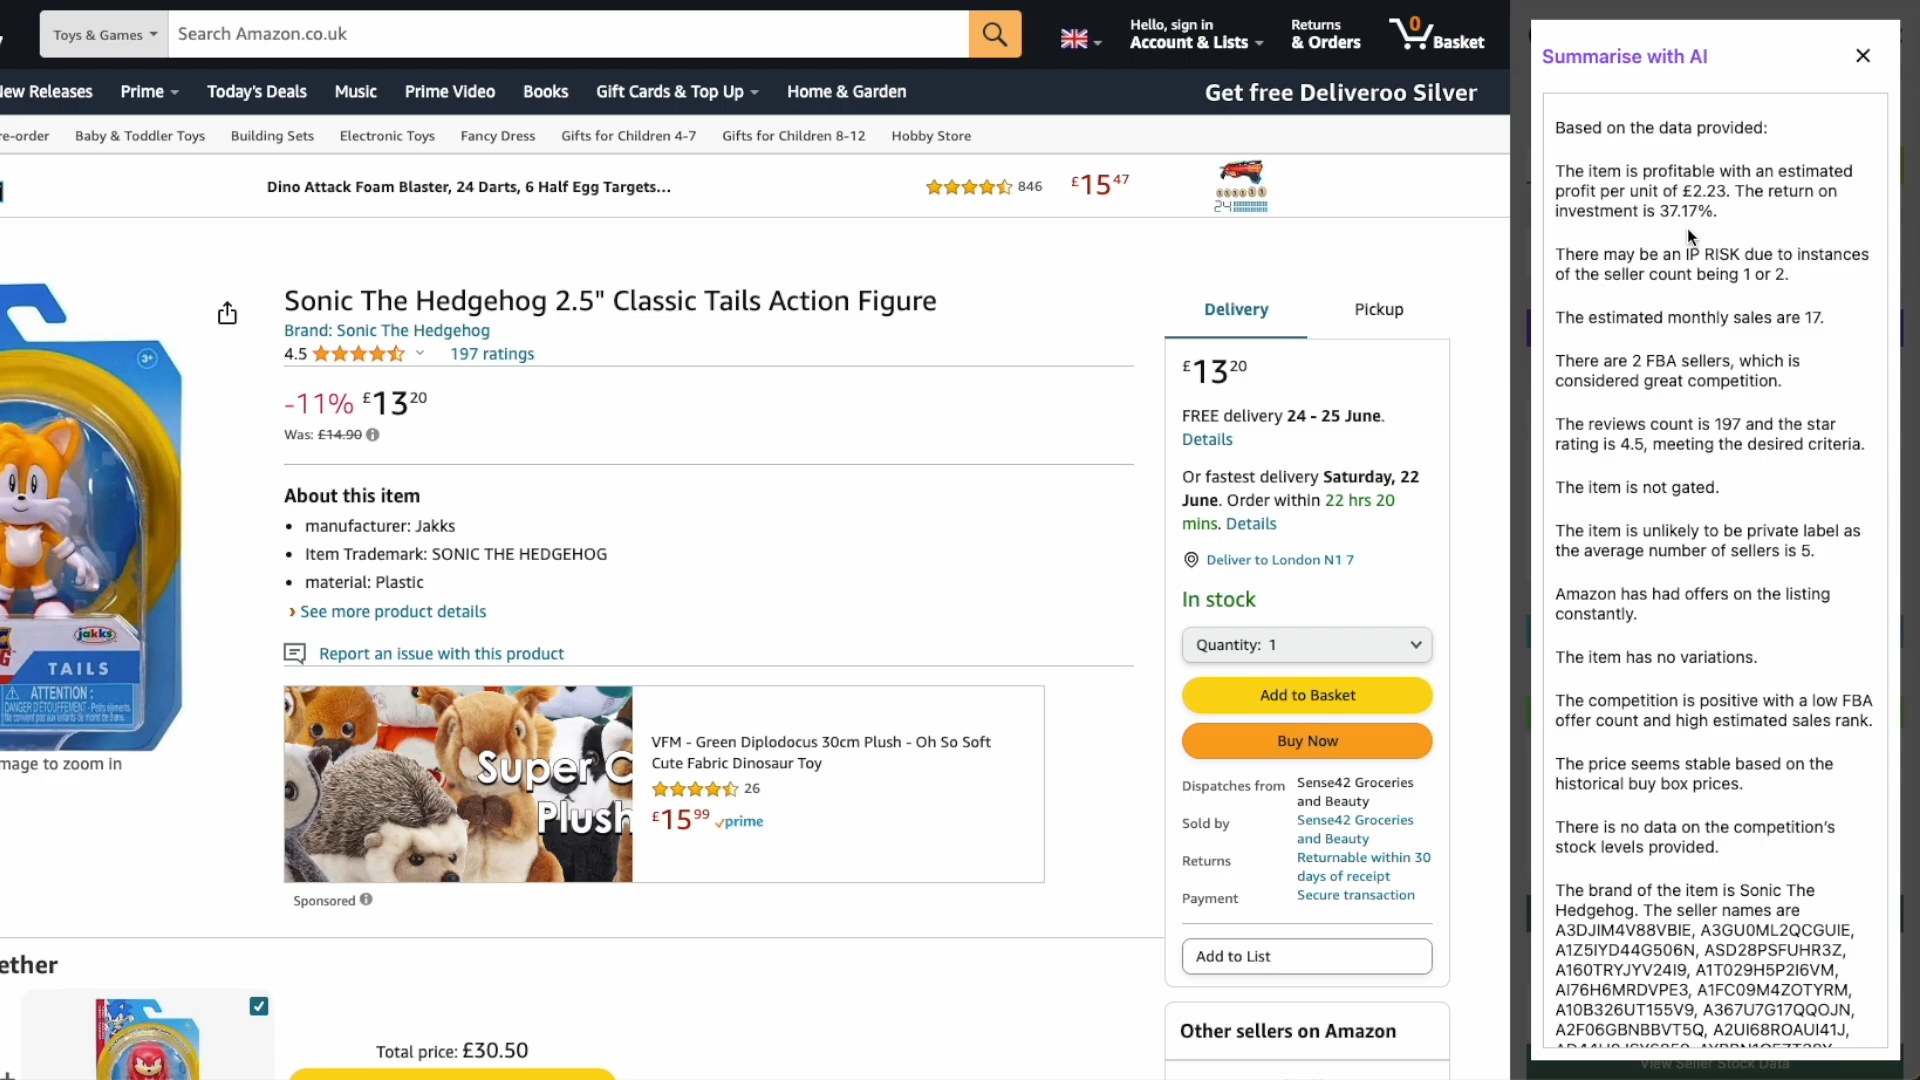 Toys & Games
Search Amazon.co.uk
Hello, sign in
Account & Lists
Returns
& Orders
0
Basket
New Releases
Prime
Today's Deals
Music
Prime Video
Books
Gift Cards & Top Up
Home & Garden
Get free Deliveroo Silver
re-order
Baby & Toddler Toys
Building Sets
Electronic Toys
Fancy Dress
Gifts for Children 4-7
Gifts for Children 8-12
Hobby Store
Dino Attack Foam Blaster, 24 Darts, 6 Half Egg Targets...
846
£15 47
24
3+
jakks
TAILS
ATTENTION :
mage to zoom in
Sonic The Hedgehog 2.5" Classic Tails Action Figure
Brand: Sonic The Hedgehog
4.5
197 ratings
-11% £13 20
Was: £14.90
About this item
• manufacturer: Jakks
• Item Trademark: SONIC THE HEDGEHOG
• material: Plastic
› See more product details
Report an issue with this product
Super C
Plush
VFM - Green Diplodocus 30cm Plush - Oh So Soft
Cute Fabric Dinosaur Toy
26
£15 99 prime
Sponsored
ether
Total price: £30.50
Delivery
Pickup
£13 20
FREE delivery 24 - 25 June.
Details
Or fastest delivery Saturday, 22
June. Order within 22 hrs 20
mins. Details
Deliver to London N1 7
In stock
Quantity: 1
Add to Basket
Buy Now
Dispatches from Sense42 Groceries
and Beauty
Sold by Sense42 Groceries
and Beauty
Returns Returnable within 30
days of receipt
Payment Secure transaction
Add to List
Other sellers on Amazon
Summarise with AI
Based on the data provided:
The item is profitable with an estimated
profit per unit of £2.23. The return on
investment is 37.17%.
There may be an IP RISK due to instances
of the seller count being 1 or 2.
The estimated monthly sales are 17.
There are 2 FBA sellers, which is
considered great competition.
The reviews count is 197 and the star
rating is 4.5, meeting the desired criteria.
The item is not gated.
The item is unlikely to be private label as
the average number of sellers is 5.
Amazon has had offers on the listing
constantly.
The item has no variations.
The competition is positive with a low FBA
offer count and high estimated sales rank.
The price seems stable based on the
historical buy box prices.
There is no data on the competition's
stock levels provided.
The brand of the item is Sonic The
Hedgehog. The seller names are
A3DJIM4V88VBIE, A3GU0ML2QCGUIE,
A1Z5IYD44G506N, ASD28PSFUHR3Z,
A160TRYJYV24I9, A1T029H5P2I6VM,
AI76H6MRDVPE3, A1FC09M4ZOTYRM,
A10B326UT155V9, A367U7G17QQOJN,
A2F06GBNBBVT5Q, A2UI68ROAUI41J,
View Seller Stock Data